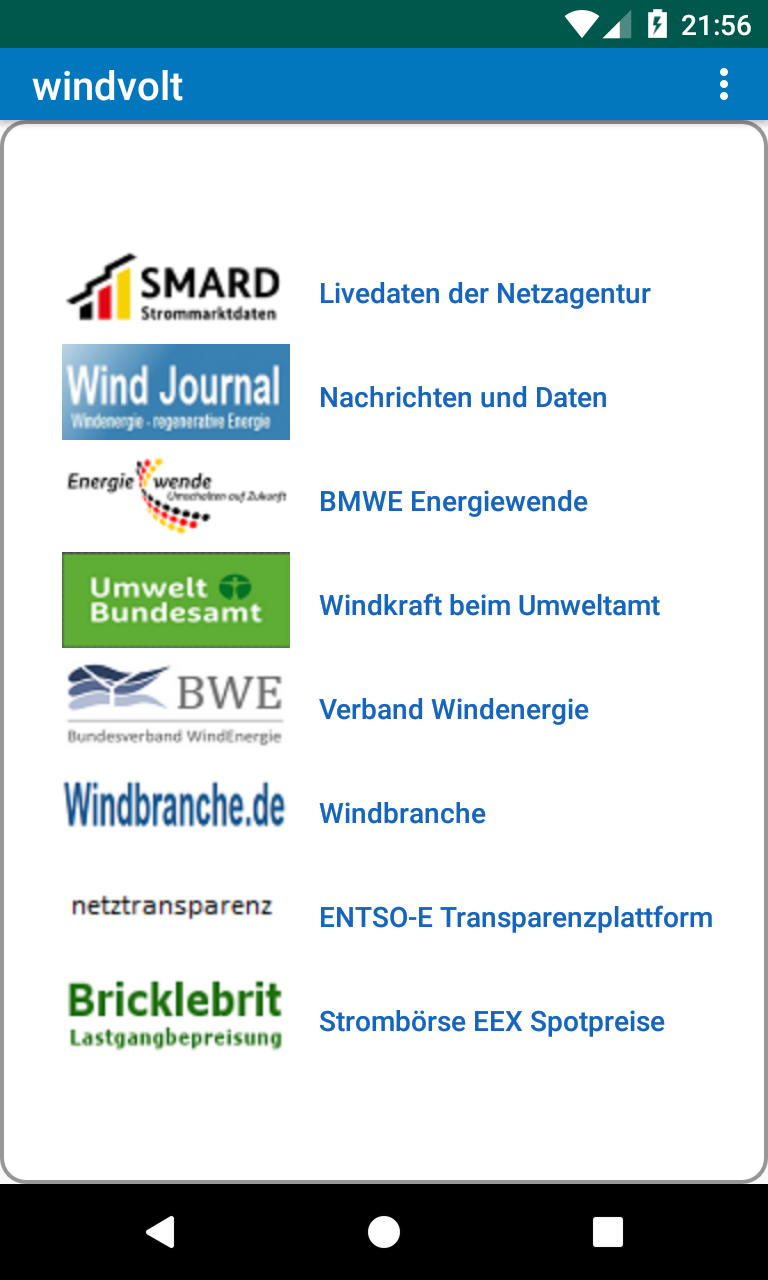 21:56
windvolt
SMARD
Strommarktdaten
Livedaten der Netzagentur
Wind Journal
Windenergie - regenerative Energie
Nachrichten und Daten
Energie wende
Umschalten auf Zukunft
BMWE Energiewende
Umwelt
Bundesamt
Windkraft beim Umweltamt
BWE
Bundesverband WindEnergie
Verband Windenergie
Windbranche.de
Windbranche
netztransparenz
ENTSO-E Transparenzplattform
Bricklebrit
Lastgangbepreisung
Strombörse EEX Spotpreise